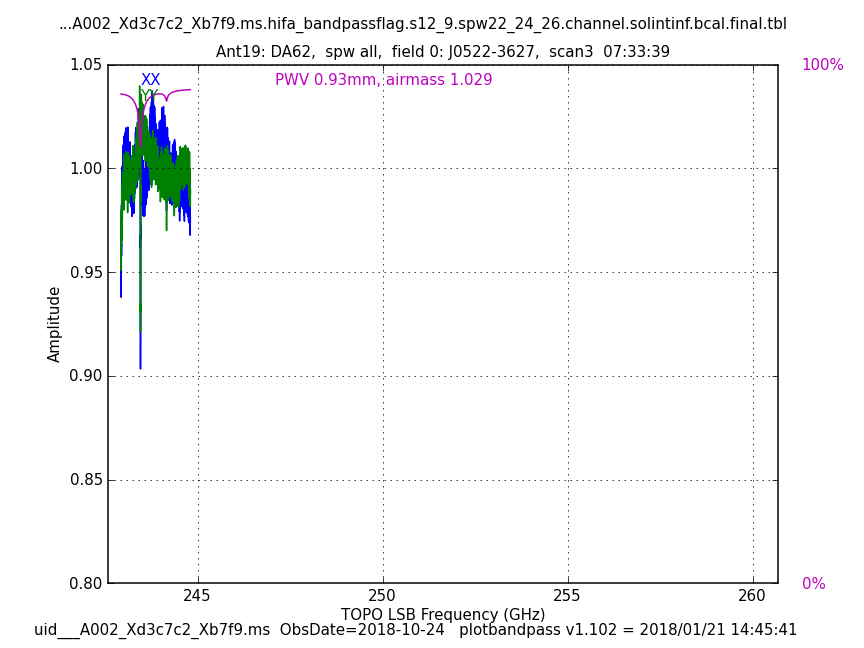 ...A002_Xd3c7c2_Xb7f9.ms.hifa_bandpassflag.s12_9.spw22_24_26.channel.solintinf.bcal.final.tbl
Ant19: DA62,  spw all,  field 0: J0522-3627,  scan3  07:33:39
1.05
100%
XX
PWV 0.93mm, airmass 1.029
YY
1.00
0.95
Amplitude
0.90
0.85
0.80
0%
245
250
255
260
TOPO LSB Frequency (GHz)
uid___A002_Xd3c7c2_Xb7f9.ms  ObsDate=2018-10-24   plotbandpass v1.102 = 2018/01/21 14:45:41